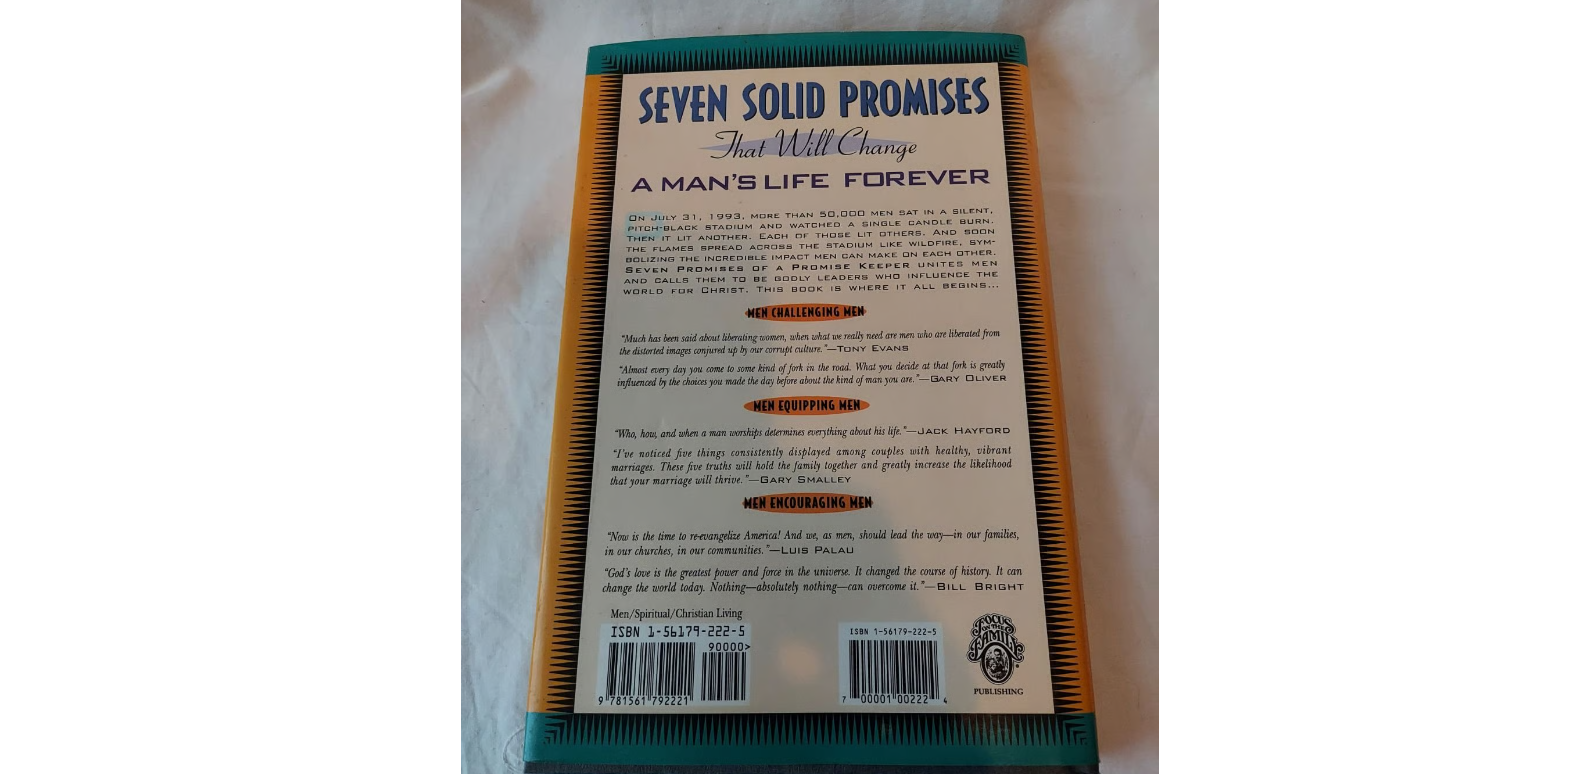 SEVEN SOLID PROMISES
That Will Change
A MAN'S LIFE FOREVER
ON JULY 31, 1993, MORE THAN 50,000 MEN SAT IN A SILENT,
PITCH-BLACK STADIUM AND WATCHED A SINGLE CANDLE BURN.
THEN IT LIT ANOTHER. EACH OF THOSE LIT OTHERS. AND SOON
THE FLAMES SPREAD ACROSS THE STADIUM LIKE WILDFIRE, SYM-
BOLIZING THE INCREDIBLE IMPACT MEN CAN MAKE ON EACH OTHER.
SEVEN PROMISES OF A PROMISE KEEPER UNITES MEN
AND CALLS THEM TO BE GODLY LEADERS WHO INFLUENCE THE
WORLD FOR CHRIST. THIS BOOK IS WHERE IT ALL BEGINS...
MEN CHALLENGING MEN
"Much has been said about liberating women, when what we really need are men who are liberated from
the distorted images conjured up by our corrupt culture."—TONY EVANS
"Almost every day you come to some kind of fork in the road. What you decide at that fork is greatly
influenced by the choices you made the day before about the kind of man you are."—GARY OLIVER
MEN EQUIPPING MEN
"Who, how, and when a man worships determines everything about his life."—JACK HAYFORD
"I've noticed five things consistently displayed among couples with healthy, vibrant
marriages. These five truths will hold the family together and greatly increase the likelihood
that your marriage will thrive."—GARY SMALLEY
MEN ENCOURAGING MEN
"Now is the time to re-evangelize America! And we, as men, should lead the way—in our families,
in our churches, in our communities."—LUIS PALAU
"God's love is the greatest power and force in the universe. It changed the course of history. It can
change the world today. Nothing—absolutely nothing—can overcome it."—BILL BRIGHT
Men/Spiritual/Christian Living
ISBN 1-56179-222-5
90000>
9 781561 792221
ISBN 1-56179-222-5
7 00001 00222 4
FOCUS
ON THE
FAMILY
PUBLISHING